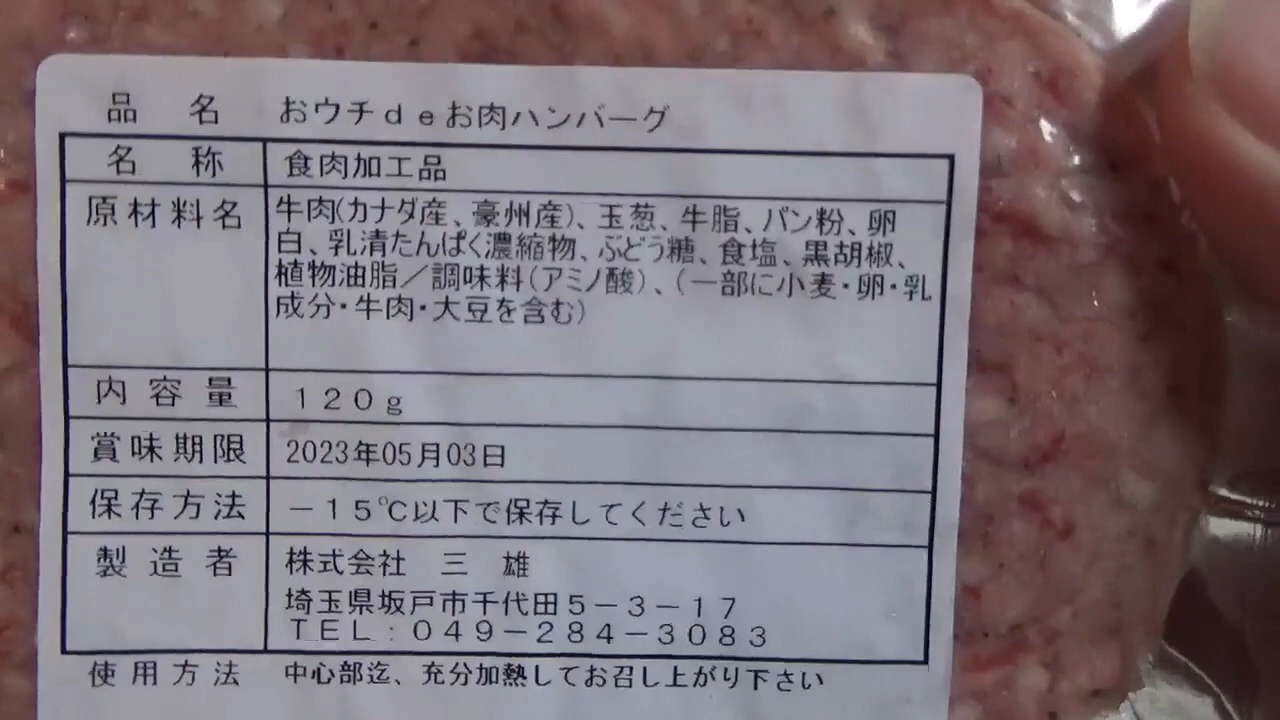 品名 おウチdeお肉ハンバーグ
名称 食肉加工品
原材料名 牛肉(カナダ産、豪州産)、玉葱、牛脂、パン粉、卵
白、乳清たんぱく濃縮物、ぶどう糖、食塩、黒胡椒、
植物油脂/調味料(アミノ酸)、(一部に小麦・卵・乳
成分・牛肉・大豆を含む)
内容量 120g
賞味期限 2023年05月03日
保存方法 -15℃以下で保存してください
製造者 株式会社 三 雄
埼玉県坂戸市千代田5-3-17
TEL:049-284-3083
使用方法 中心部迄、充分加熱してお召し上がり下さい